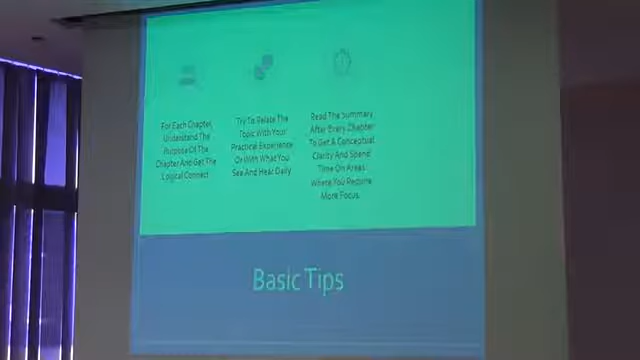 For Each Chapter,
Understand The
Purpose Of The
Chapter And Get The
Logical Connect
Try To Relate The
Topic With Your
Practical Experience
Or With What You
See And Hear Daily
Read The Summary
After Every Chapter
To Get A Conceptual
Clarity And Spend
Time On Areas
Where You Require
More Focus.
Basic Tips